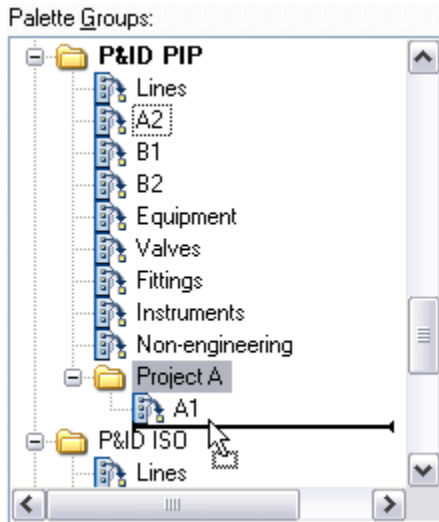 Palette Groups:
P&ID PIP
Lines
A2
B1
B2
Equipment
Valves
Fittings
Instruments
Non-engineering
Project A
A1
P&ID ISO
Lines